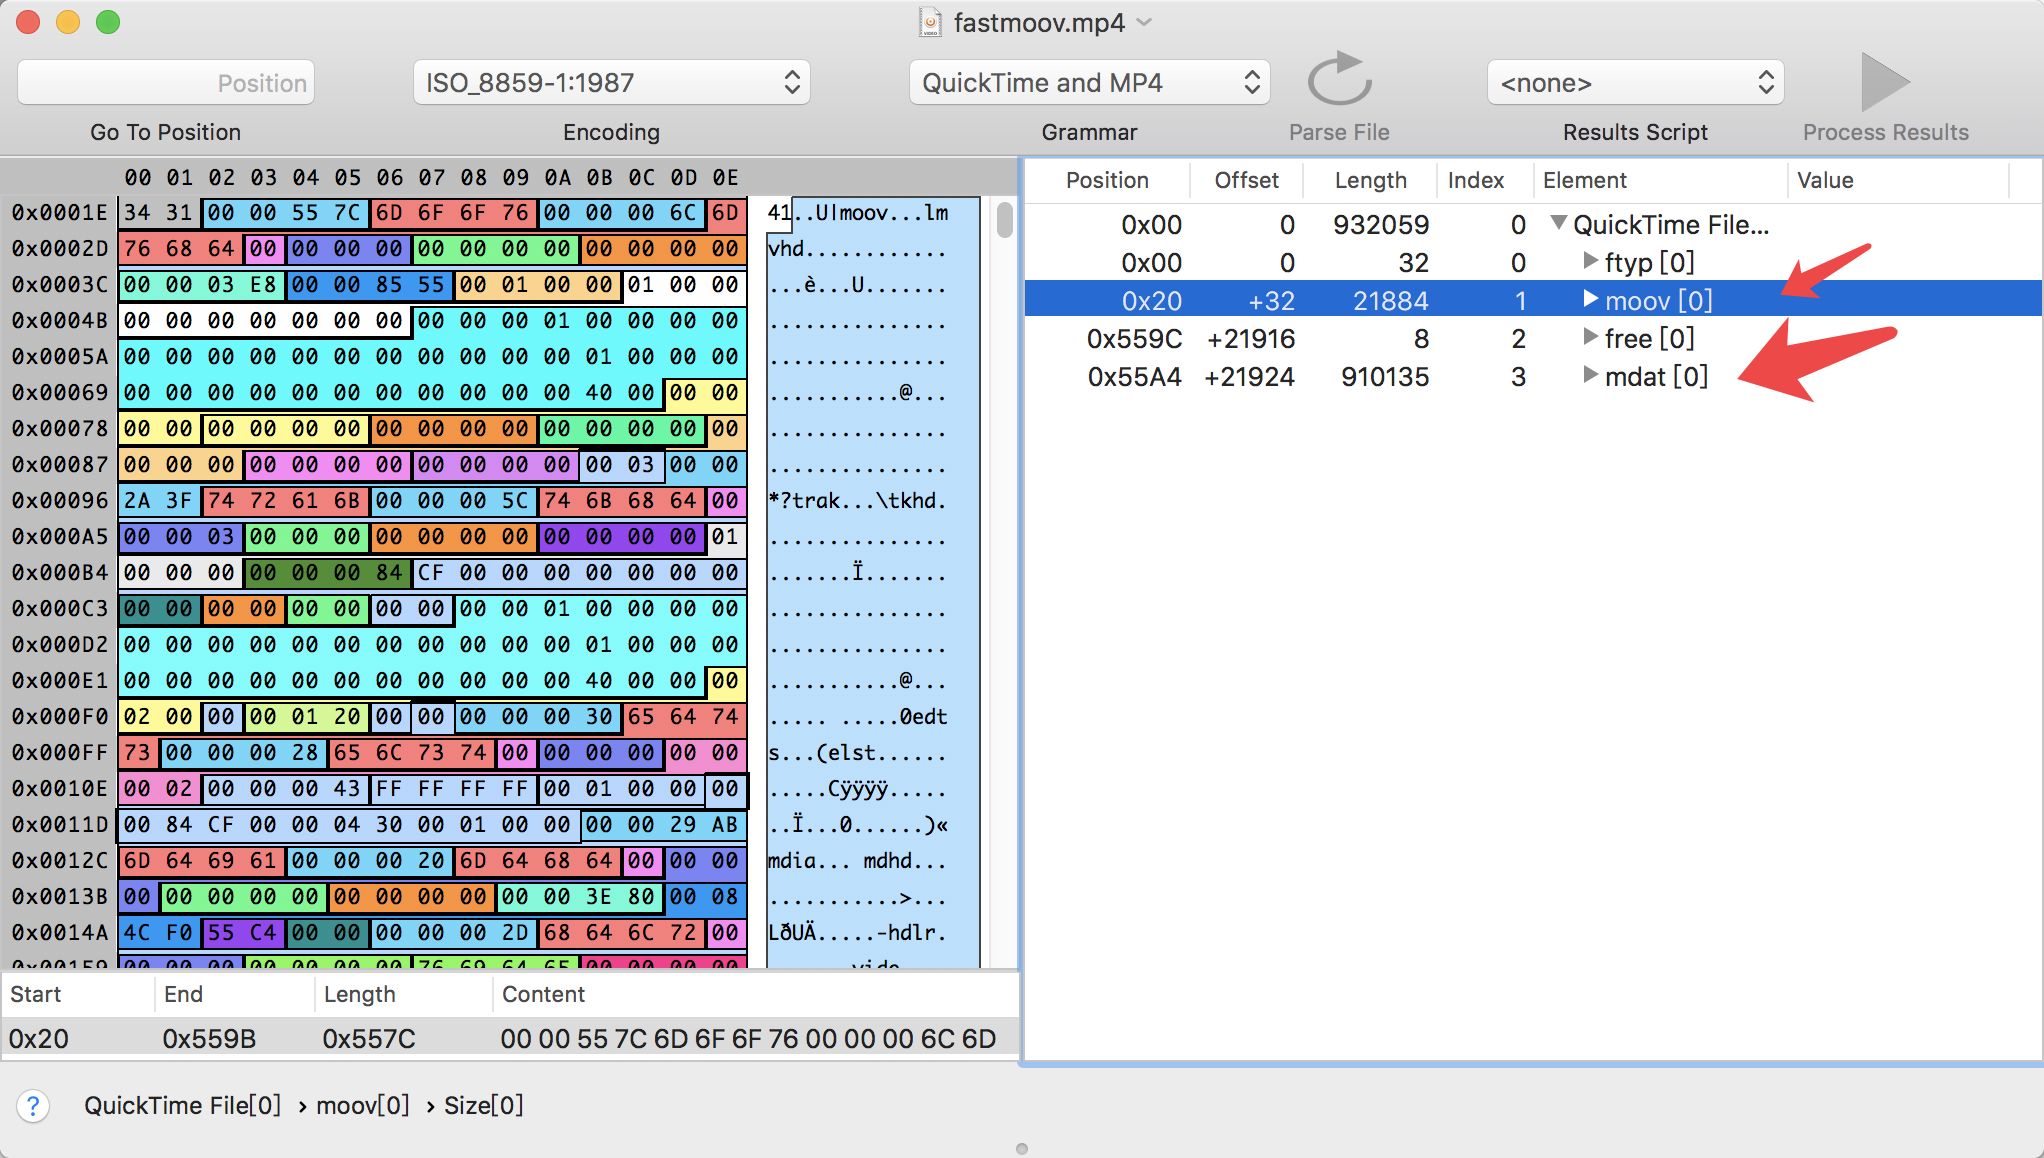 fastmoov.mp4
Position ISO_8859-1:1987 QuickTime and MP4 <none>
Go To Position Encoding Grammar Parse File Results Script Process Results
00 01 02 03 04 05 06 07 08 09 0A 0B 0C 0D 0E
0x0001E 34 31 00 00 55 7C 6D 6F 6F 76 00 00 00 6C 6D 41..U|moov...lm
0x0002D 76 68 64 00 00 00 00 00 00 00 00 00 00 00 00 vhd............
0x0003C 00 00 03 E8 00 00 85 55 00 01 00 00 01 00 00 ...è...U.......
0x0004B 00 00 00 00 00 00 00 00 00 00 01 00 00 00 00 ...............
0x0005A 00 00 00 00 00 00 00 00 00 00 00 01 00 00 00 ...............
0x00069 00 00 00 00 00 00 00 00 00 00 00 40 00 00 00 ...........@...
0x00078 00 00 00 00 00 00 00 00 00 00 00 00 00 00 00 ...............
0x00087 00 00 00 00 00 00 00 00 00 00 00 00 03 00 00 ...............
0x00096 2A 3F 74 72 61 6B 00 00 00 5C 74 6B 68 64 00 *?trak...\tkhd.
0x000A5 00 00 03 00 00 00 00 00 00 00 00 00 00 00 01 ...............
0x000B4 00 00 00 00 00 00 84 CF 00 00 00 00 00 00 00 .......Ï.......
0x000C3 00 00 00 00 00 00 00 00 00 00 01 00 00 00 00 ...............
0x000D2 00 00 00 00 00 00 00 00 00 00 00 01 00 00 00 ...............
0x000E1 00 00 00 00 00 00 00 00 00 00 00 40 00 00 00 ...........@...
0x000F0 02 00 00 00 01 20 00 00 00 00 00 30 65 64 74 ..... .....0edt
0x000FF 73 00 00 00 28 65 6C 73 74 00 00 00 00 00 00 s...(elst......
0x0010E 00 02 00 00 00 43 FF FF FF FF 00 01 00 00 00 .....Cÿÿÿÿ.....
0x0011D 00 84 CF 00 00 04 30 00 01 00 00 00 00 29 AB ..Ï...0......)«
0x0012C 6D 64 69 61 00 00 00 20 6D 64 68 64 00 00 00 mdia... mdhd...
0x0013B 00 00 00 00 00 00 00 00 00 00 00 3E 80 00 08 ...........>...
0x0014A 4C F0 55 C4 00 00 00 00 00 2D 68 64 6C 72 00 LðUÄ.....-hdlr.
0x00159 00 00 00 00 00 00 00 76 69 64 65 00 00 00 00 .......vide....
Position Offset Length Index Element Value
0x00 0 932059 0 QuickTime File...
0x00 0 32 0 ftyp [0]
0x20 +32 21884 1 moov [0]
0x559C +21916 8 2 free [0]
0x55A4 +21924 910135 3 mdat [0]
Start End Length Content
0x20 0x559B 0x557C 00 00 55 7C 6D 6F 6F 76 00 00 00 6C 6D
? QuickTime File[0] › moov[0] › Size[0]